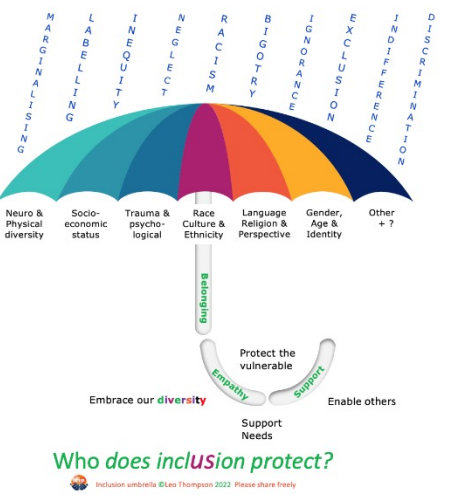 MARGINALISING
LABELLING
INEQUITY
NEGLECT
RACISM
BIGOTRY
IGNORANCE
EXCLUSION
INDIFFERENCE
DISCRIMINATION
Neuro &
Physical
diversity
Socio-
economic
status
Trauma &
psycho-
logical
Race
Culture &
Ethnicity
Language
Religion &
Perspective
Gender,
Age &
Identity
Other
+ ?
Belonging
Protect the
vulnerable
Empathy
Support
Embrace our diversity
Enable others
Support
Needs
Who does inclusion protect?
Inclusion umbrella ©Leo Thompson 2022 Please share freely